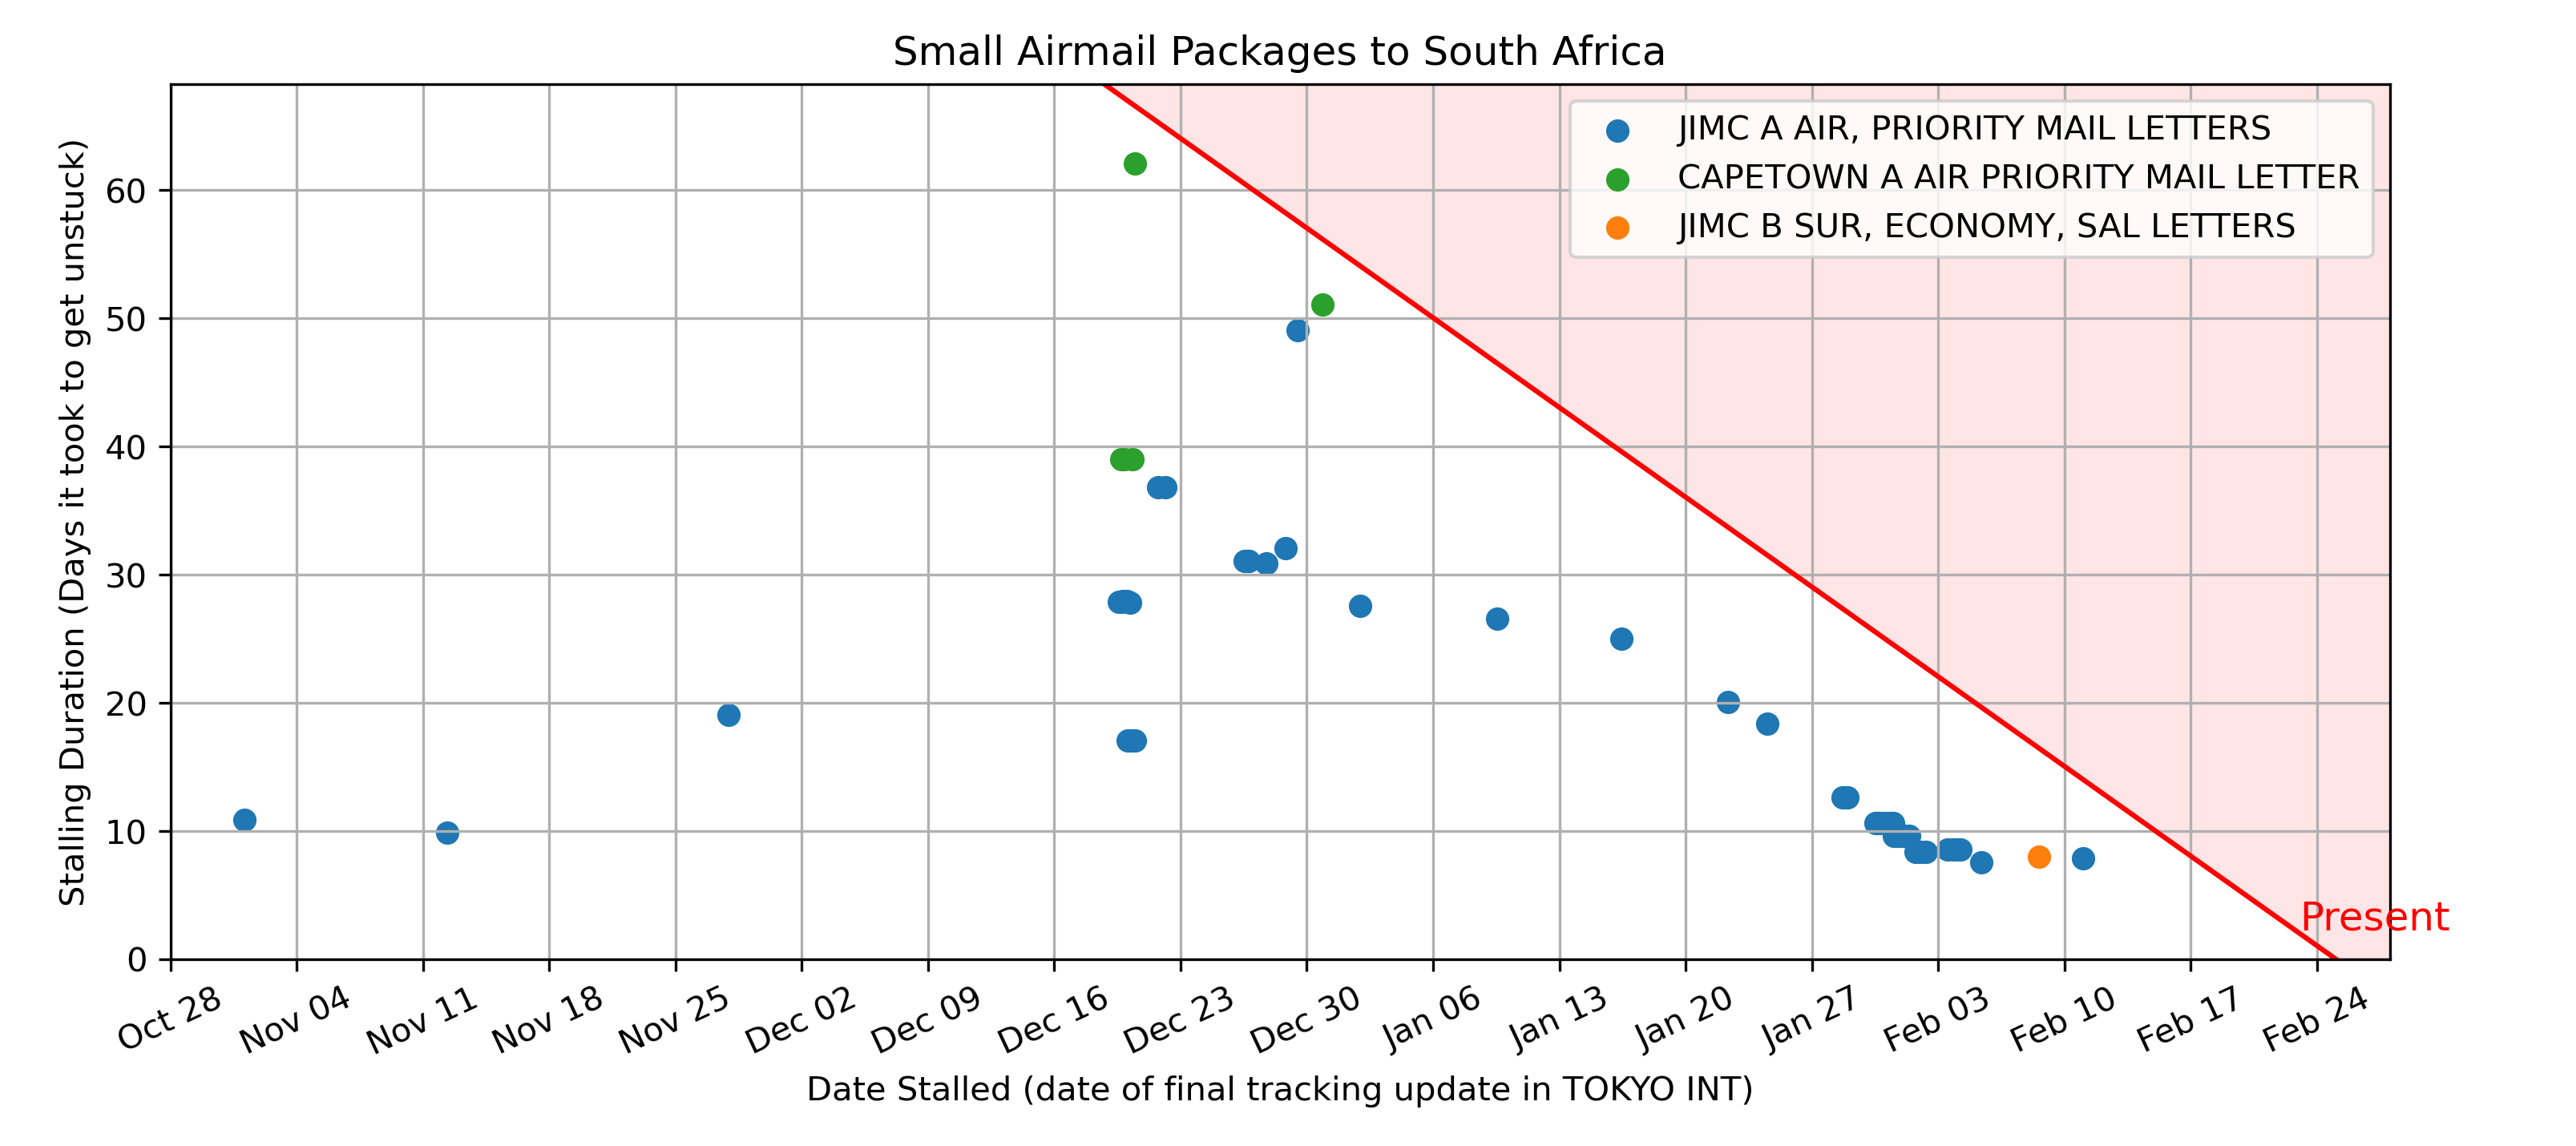 Small Airmail Packages to South Africa
JIMC A AIR, PRIORITY MAIL LETTERS
CAPETOWN A AIR PRIORITY MAIL LETTER
JIMC B SUR, ECONOMY, SAL LETTERS
Stalling Duration (Days it took to get unstuck)
60
50
40
30
20
10
0
Present
Oct 28
Nov 04
Nov 11
Nov 18
Nov 25
Dec 02
Dec 09
Dec 16
Dec 23
Dec 30
Jan 06
Jan 13
Jan 20
Jan 27
Feb 03
Feb 10
Feb 17
Feb 24
Date Stalled (date of final tracking update in TOKYO INT)